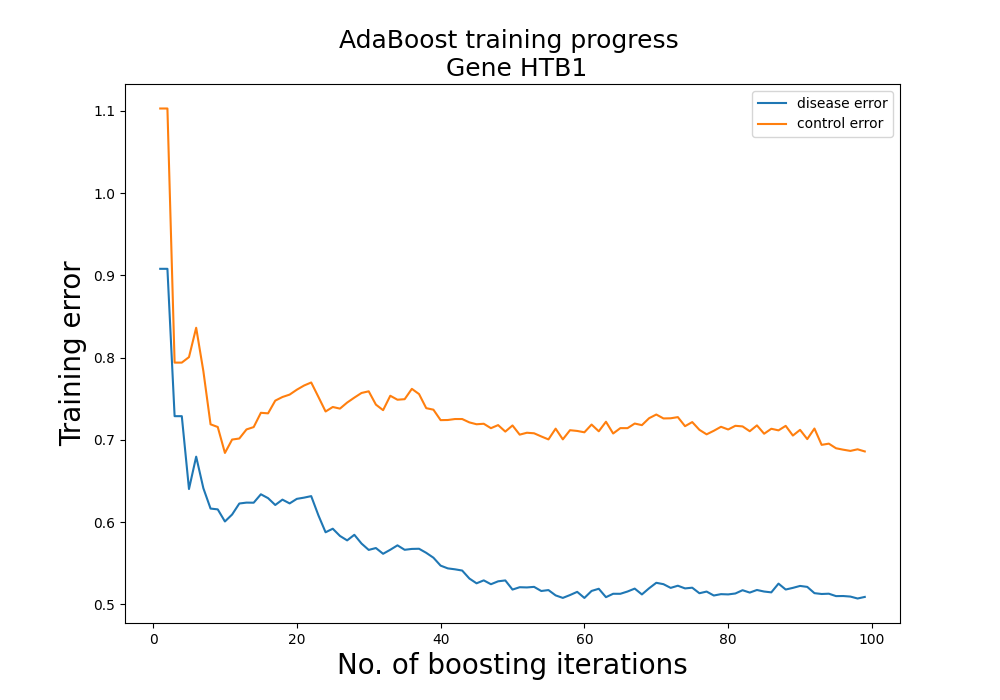 AdaBoost training progress
Gene HTB1
disease error
control error
Training error
1.1
1.0
0.9
0.8
0.7
0.6
0.5
0
20
40
60
80
100
No. of boosting iterations